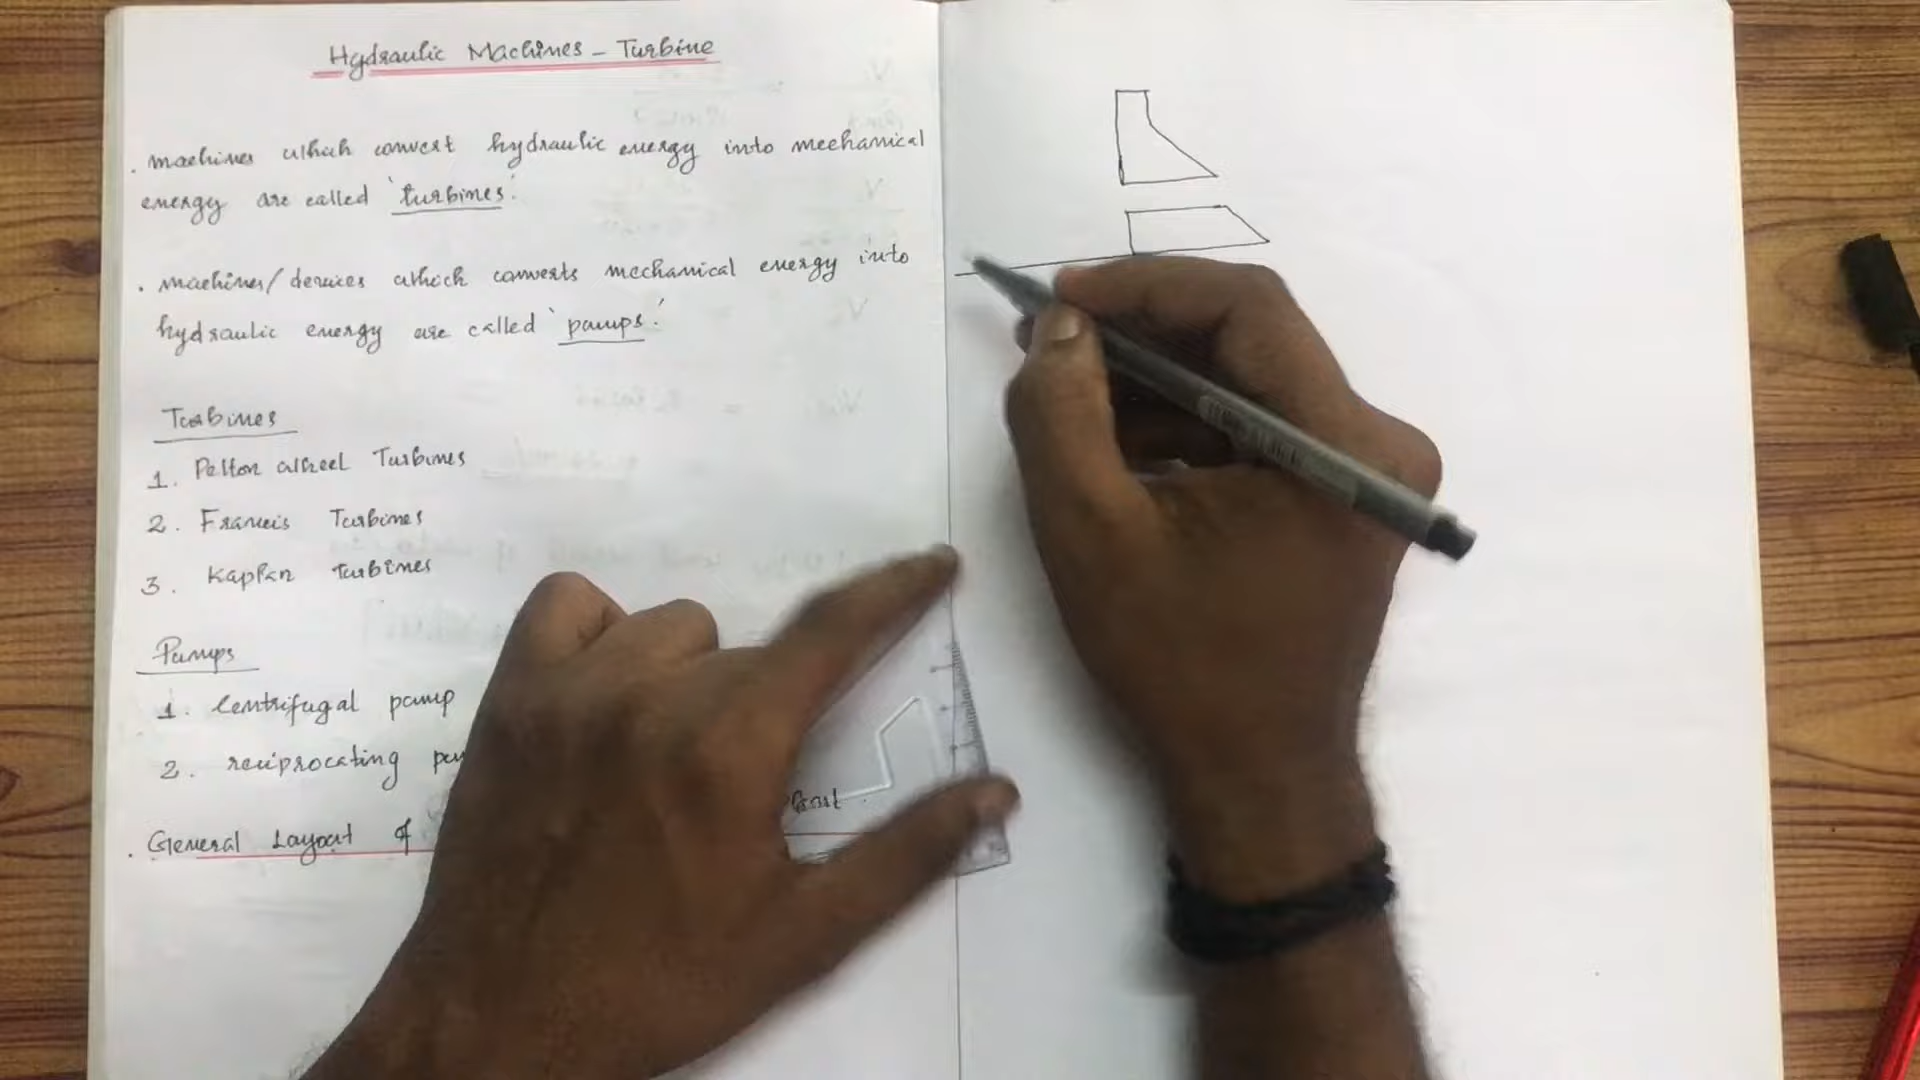 Hydraulic Machines - Turbine
. machines which convert hydraulic energy into mechanical
energy are called 'turbines'.
. machines/devices which converts mechanical energy into
hydraulic energy are called 'pumps'.
Turbines
1. Pelton wheel Turbines
2. Francis Turbines
3. Kaplan Turbines
Pumps
1. Centrifugal pump
2. reciprocating
. General Layout of